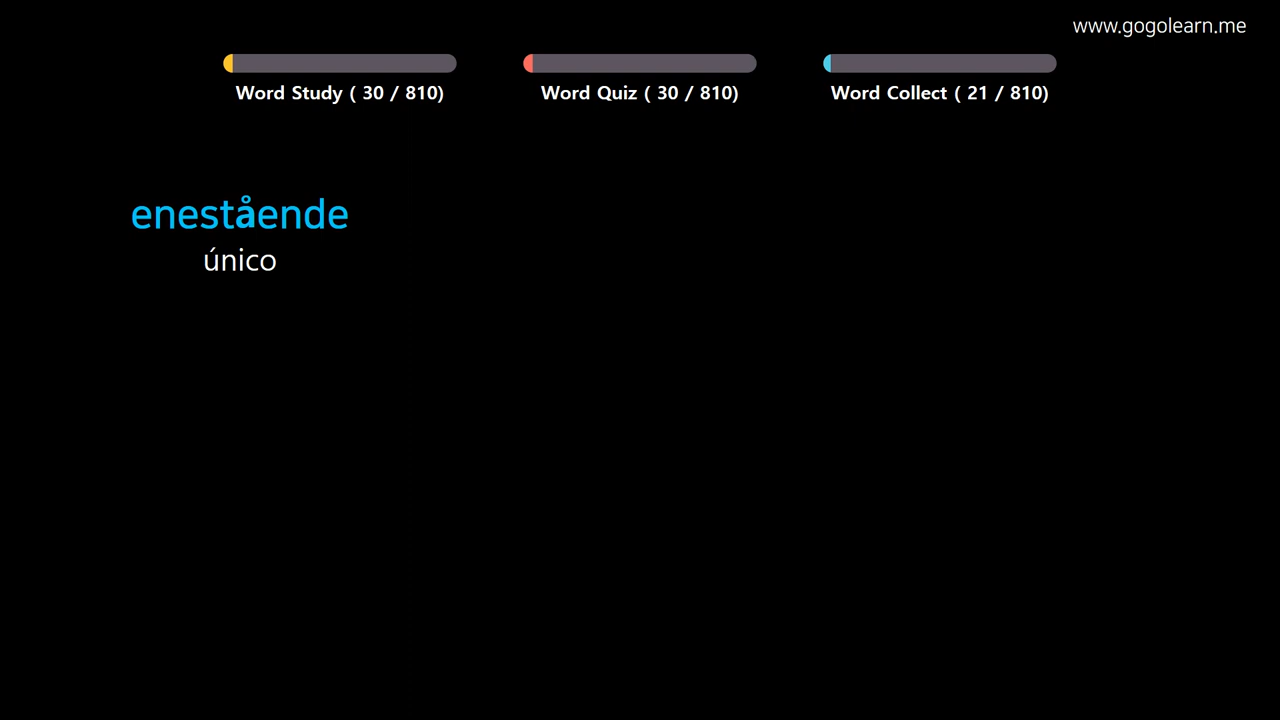 www.gogolearn.me
Word Study ( 30 / 810)
Word Quiz ( 30 / 810)
Word Collect ( 21 / 810)
enestående
único